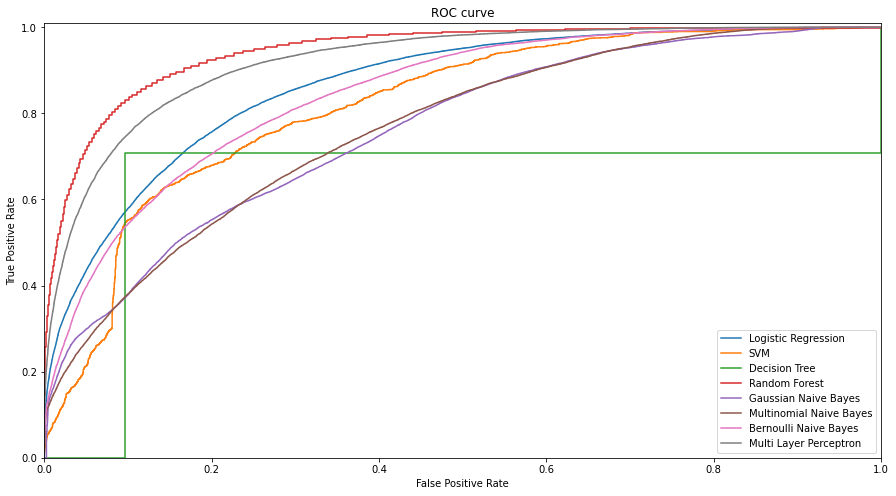 ROC curve
True Positive Rate
1.0
0.8
0.6
0.4
0.2
0.0
0.0 0.2 0.4 0.6 0.8 1.0
False Positive Rate
Logistic Regression
SVM
Decision Tree
Random Forest
Gaussian Naive Bayes
Multinomial Naive Bayes
Bernoulli Naive Bayes
Multi Layer Perceptron